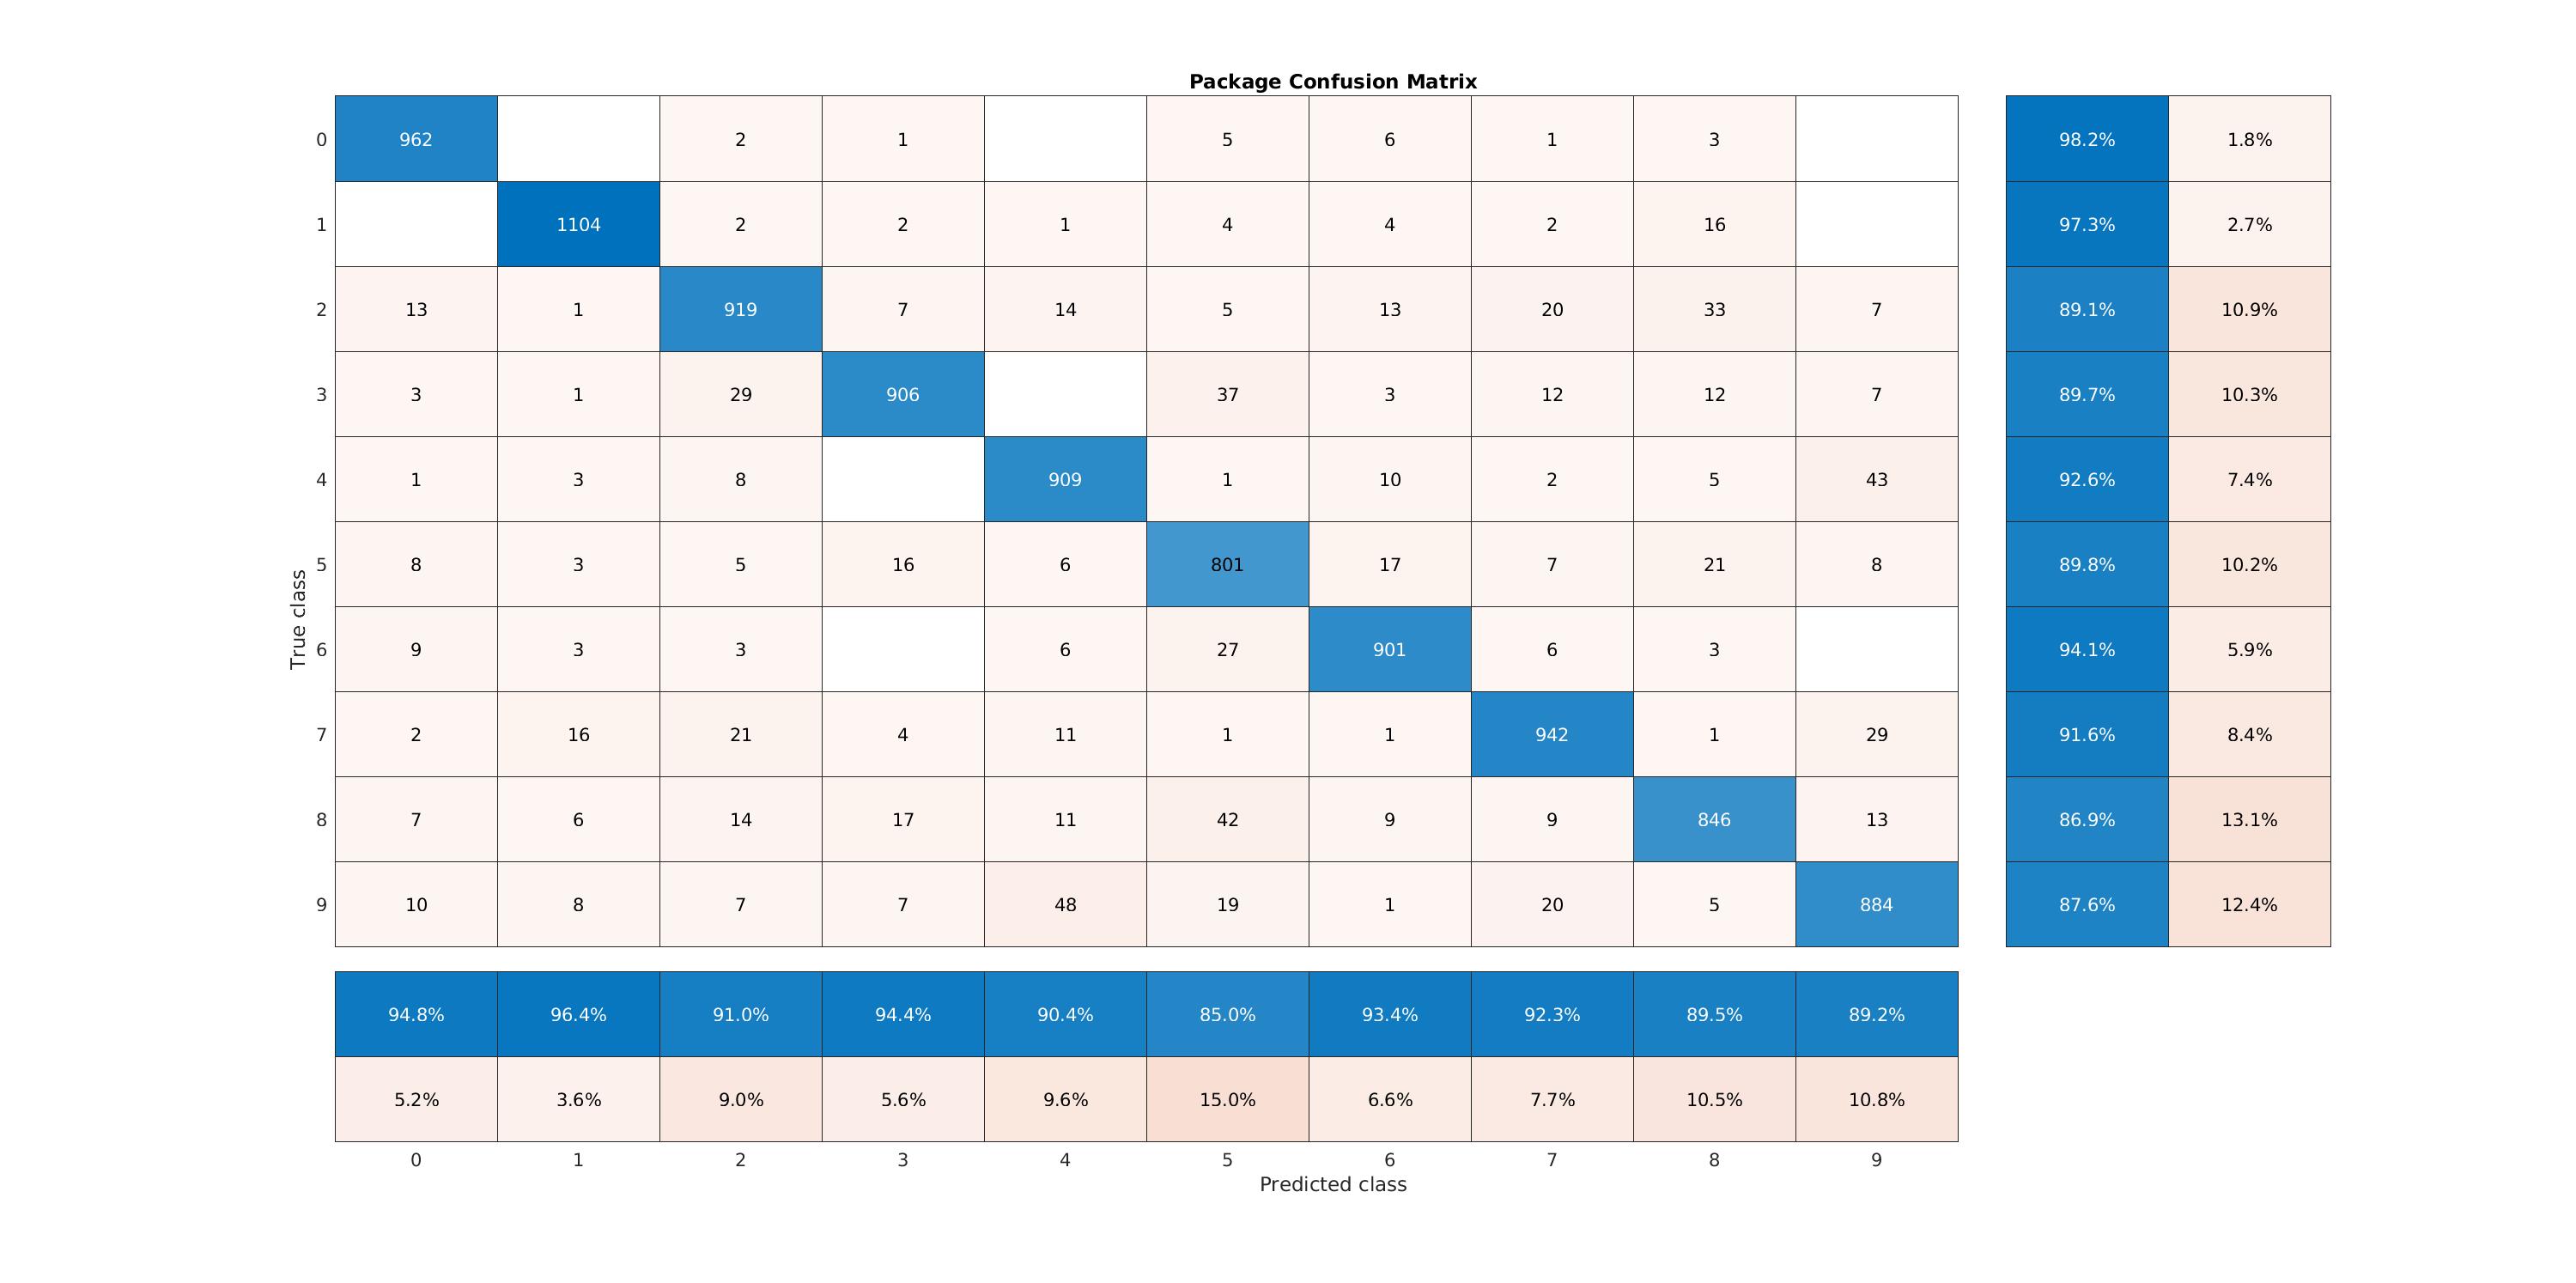 Package Confusion Matrix
0 962 2 1 5 6 1 3 98.2% 1.8%
1 1104 2 2 1 4 4 2 16 97.3% 2.7%
2 13 1 919 7 14 5 13 20 33 7 89.1% 10.9%
3 3 1 29 906 37 3 12 12 7 89.7% 10.3%
4 1 3 8 909 1 10 2 5 43 92.6% 7.4%
5 8 3 5 16 6 801 17 7 21 8 89.8% 10.2%
True class
6 9 3 3 6 27 901 6 3 94.1% 5.9%
7 2 16 21 4 11 1 1 942 1 29 91.6% 8.4%
8 7 6 14 17 11 42 9 9 846 13 86.9% 13.1%
9 10 8 7 7 48 19 1 20 5 884 87.6% 12.4%
94.8% 96.4% 91.0% 94.4% 90.4% 85.0% 93.4% 92.3% 89.5% 89.2%
5.2% 3.6% 9.0% 5.6% 9.6% 15.0% 6.6% 7.7% 10.5% 10.8%
0 1 2 3 4 5 6 7 8 9
Predicted class